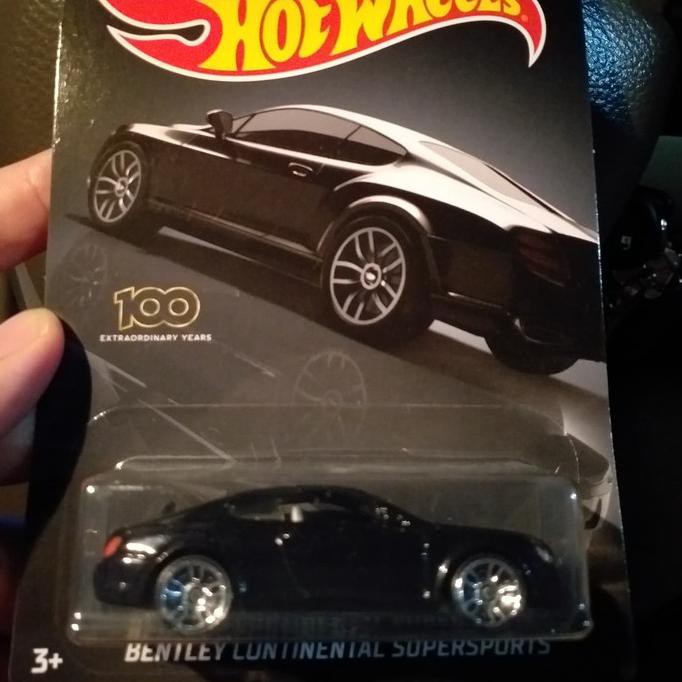 HOT WHEELS
100
EXTRAORDINARY YEARS
BENTLEY CONTINENTAL SUPERSPORTS
3+